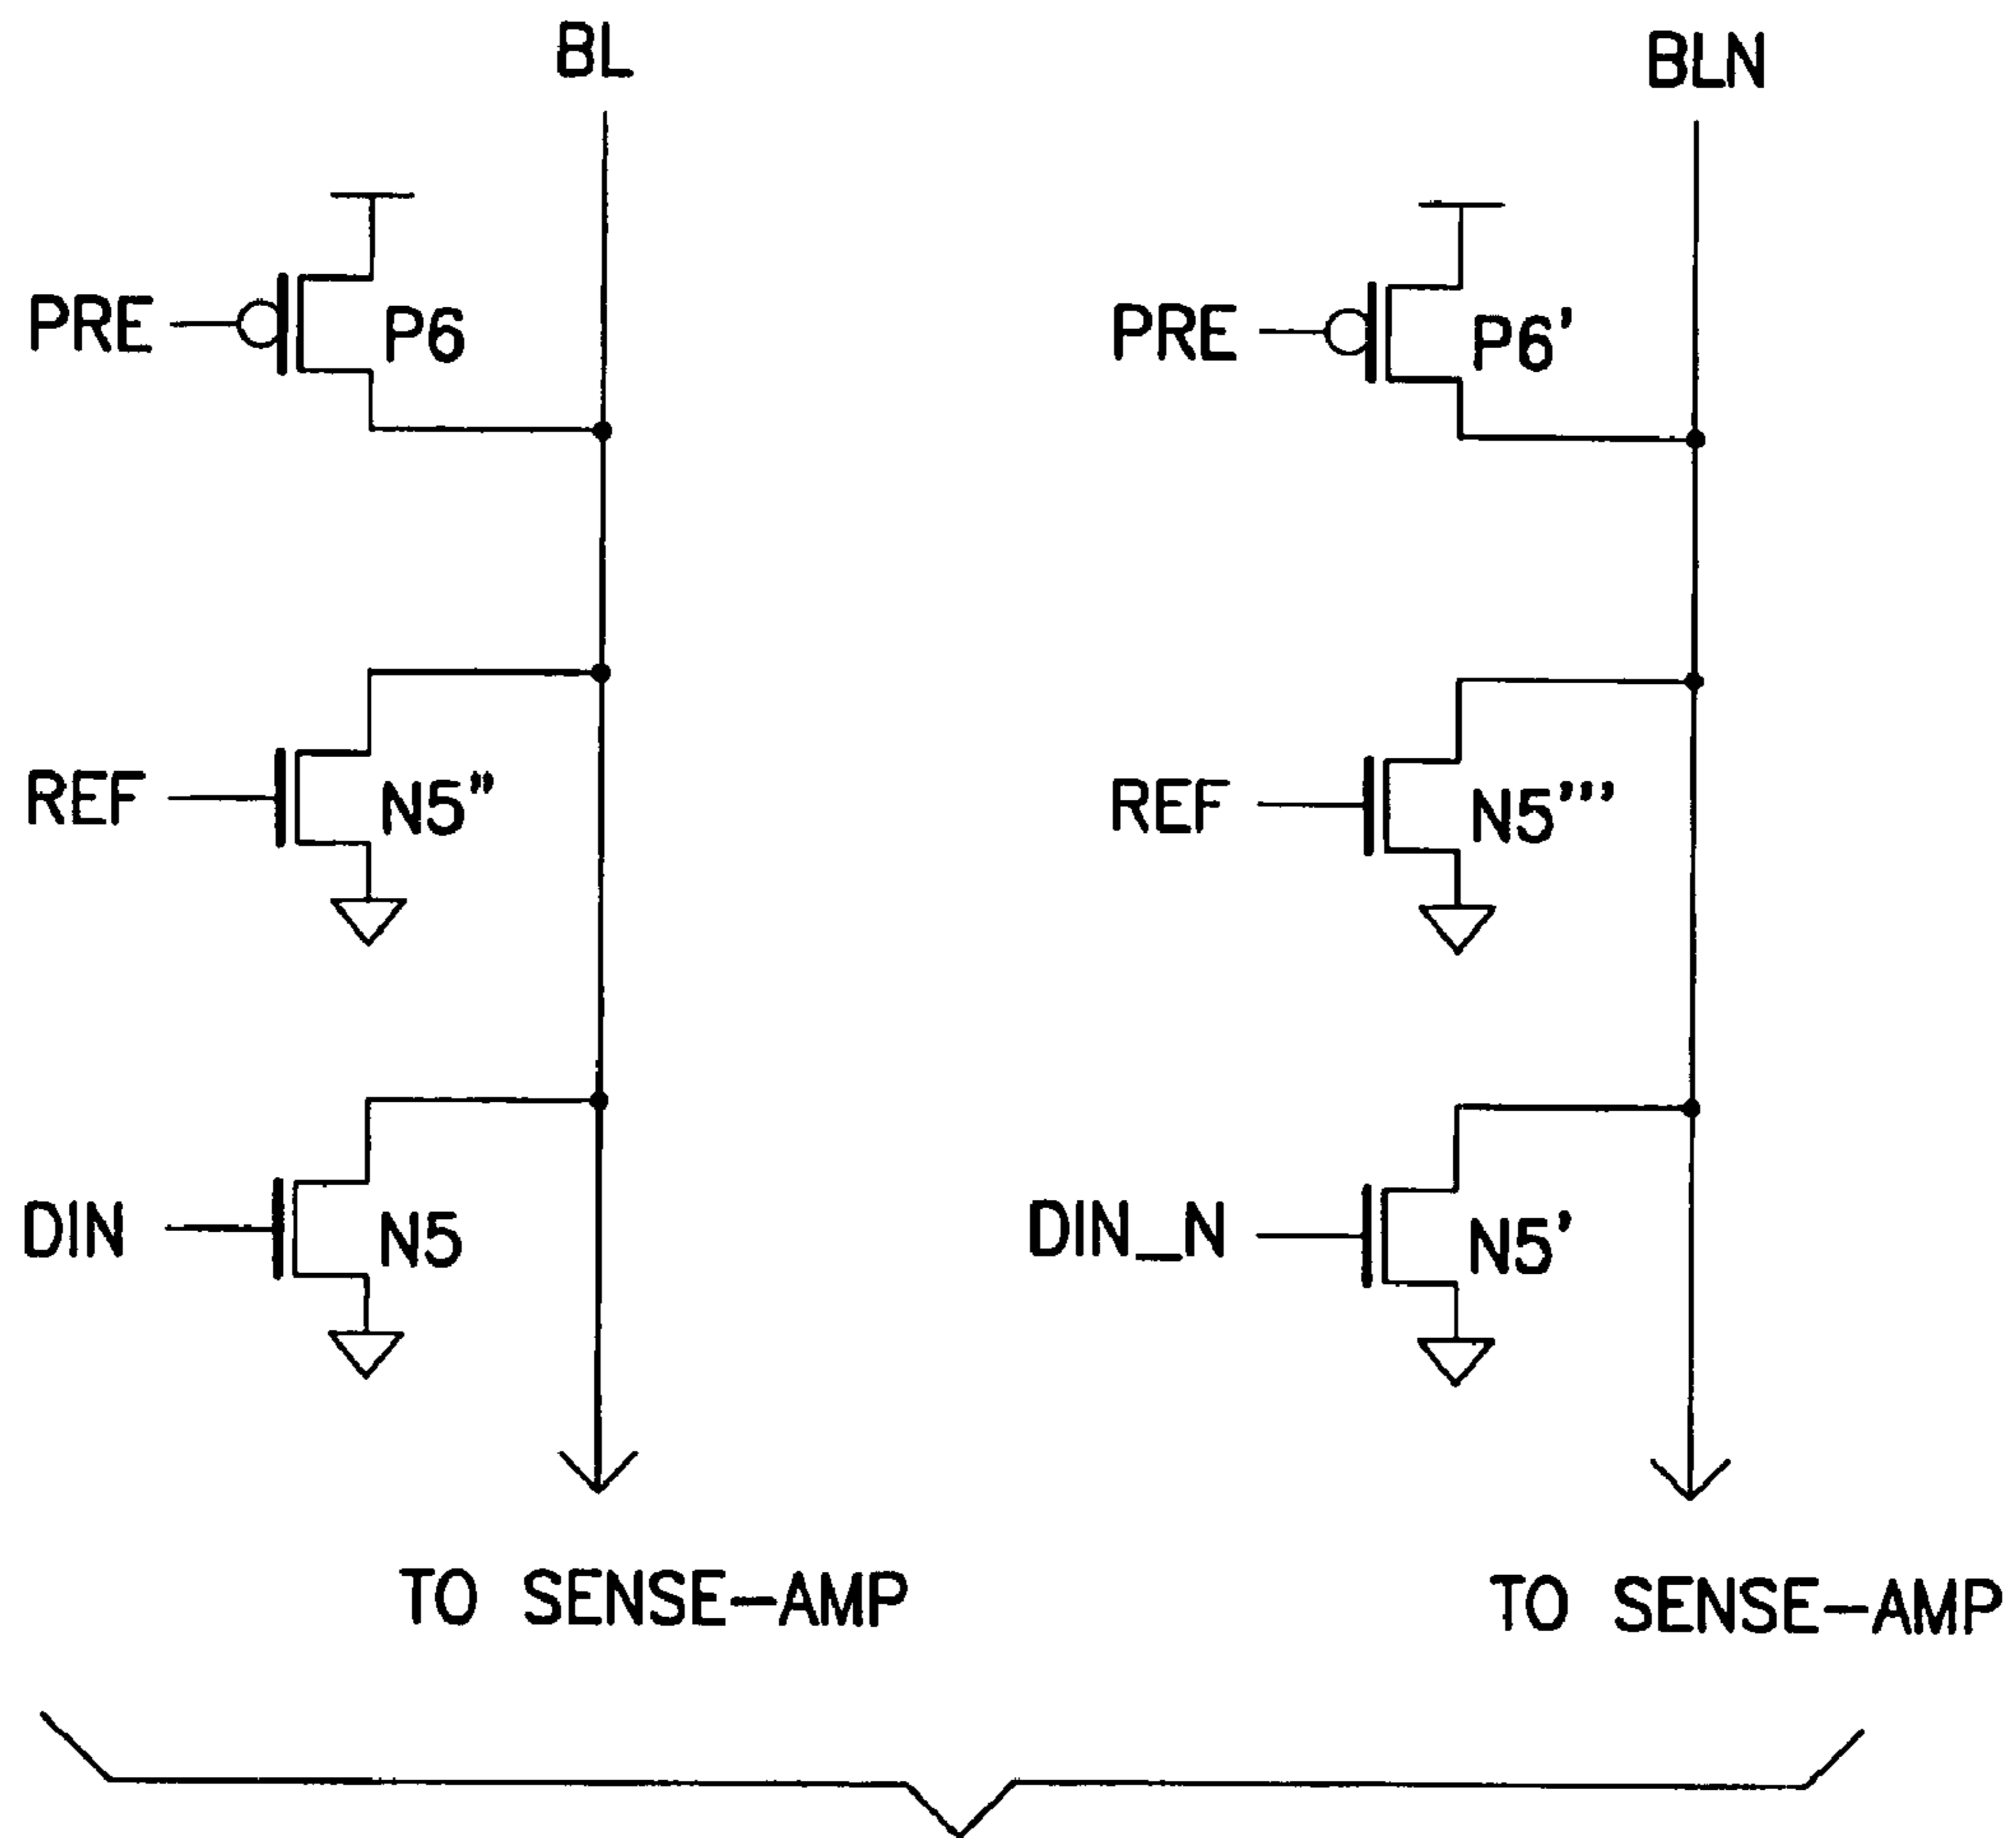 BL
BLN
PRE
P6
PRE
P6'
REF
N5"
REF
N5'''
DIN
N5
DIN_N
N5'
TO SENSE-AMP
TO SENSE-AMP